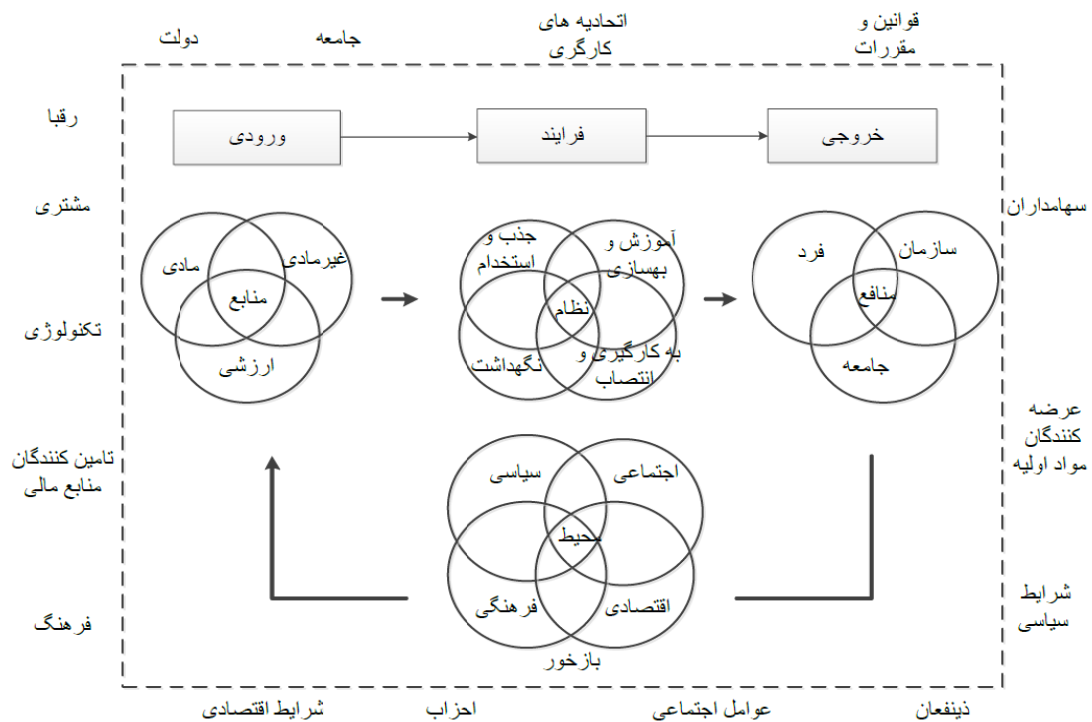 قوانین و
مقررات
اتحادیه های
کارگری
جامعه
دولت
رقبا
خروجی
فرایند
ورودی
سهامداران
مشتری
سازمان
فرد
منافع
جامعه
آموزش و
بهسازی
جذب و
استخدام
نظام
به کارگیری و
انتصاب
نگهداشت
غیرمادی
مادی
منابع
ارزشی
تکنولوژی
عرضه
کنندگان
مواد اولیه
تامین کنندگان
منابع مالی
اجتماعی
سیاسی
محیط
اقتصادی
فرهنگی
بازخور
شرایط
سیاسی
فرهنگ
ذینفعان
عوامل اجتماعی
احزاب
شرایط اقتصادی